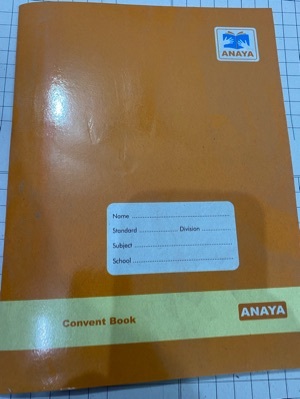 ANAYA
Name ..............................................
Standard ................... Division .............
Subject ............................................
School .............................................
Convent Book
ANAYA